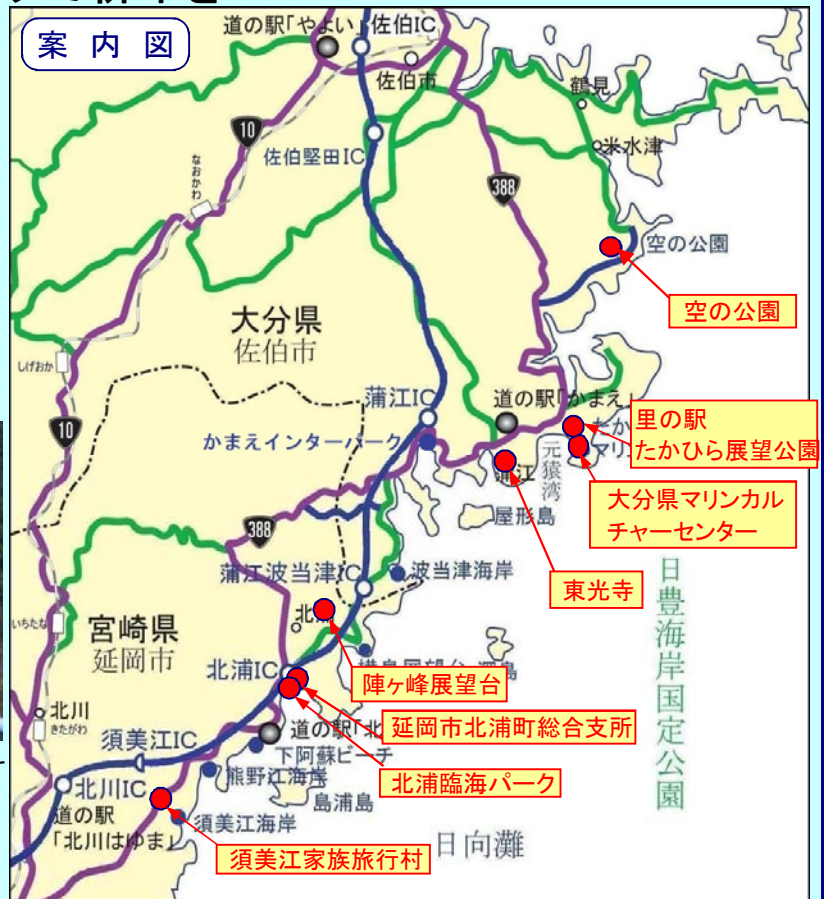 案内図
道の駅「やよい」
佐伯IC
佐伯市
鶴見
米水津
10
佐伯堅田IC
なおかわ
388
空の公園
空の公園
大分県
佐伯市
しげおか
蒲江IC
道の駅「かまえ」
里の駅
たかひら展望公園
たか
マリ
10
かまえインターパーク
蒲江
元猿湾
大分県マリンカル
チャーセンター
屋形島
388
蒲江波当津IC
波当津海岸
東光寺
日豊海岸国定公園
いちたな
宮崎県
延岡市
北浦
北浦IC
陣ヶ峰展望台
延岡市北浦町総合支所
北川
きたがわ
須美江IC
道の駅「北
下阿蘇ビーチ
北浦臨海パーク
熊野江海岸
北川IC
島浦島
道の駅
「北川はゆま」
須美江海岸
日向灘
須美江家族旅行村